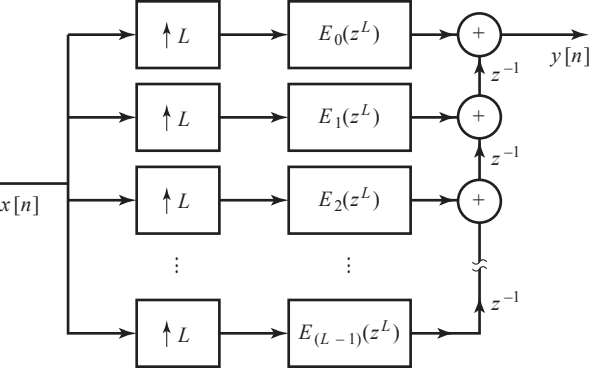 ↑ L E₀(z^L) +
y[n]
z⁻¹
↑ L E₁(z^L) +
z⁻¹
x[n]
↑ L E₂(z^L) +
⋮ ⋮
z⁻¹
↑ L E₍L − 1₎(z^L)